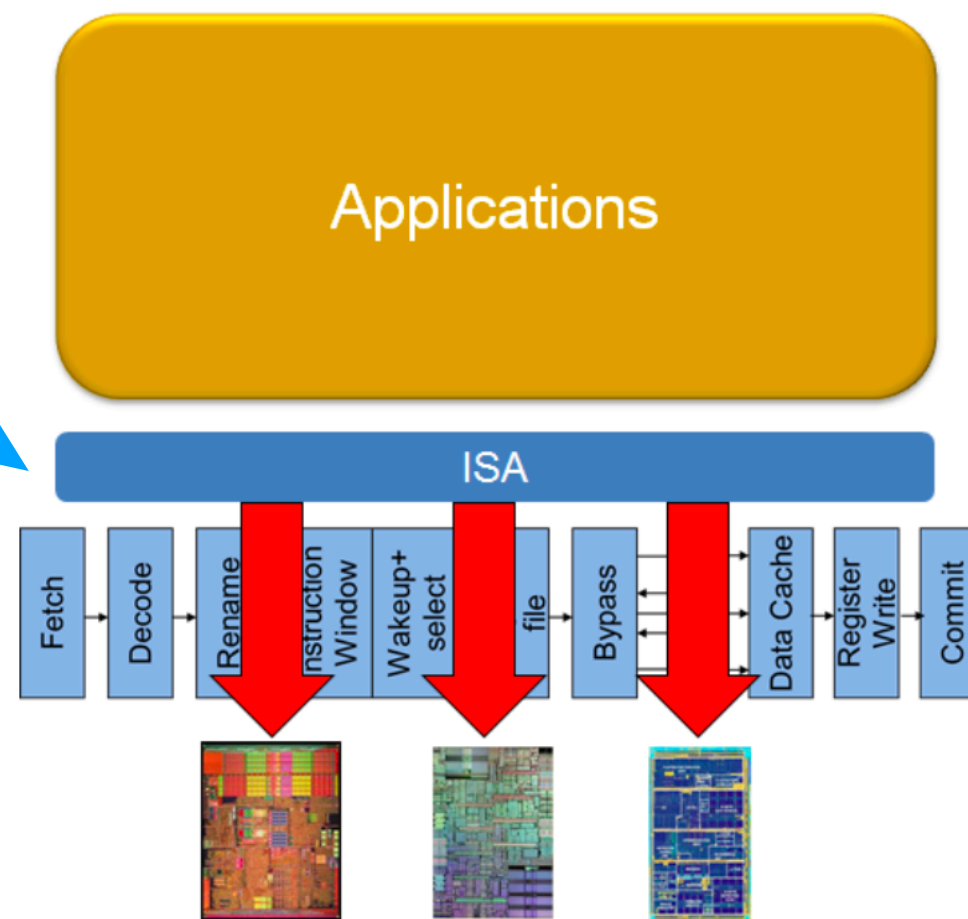 Applications
ISA
Fetch
Decode
Rename
nstruction
Window
Wakeup+
select
file
Bypass
Data Cache
Register
Write
Commit